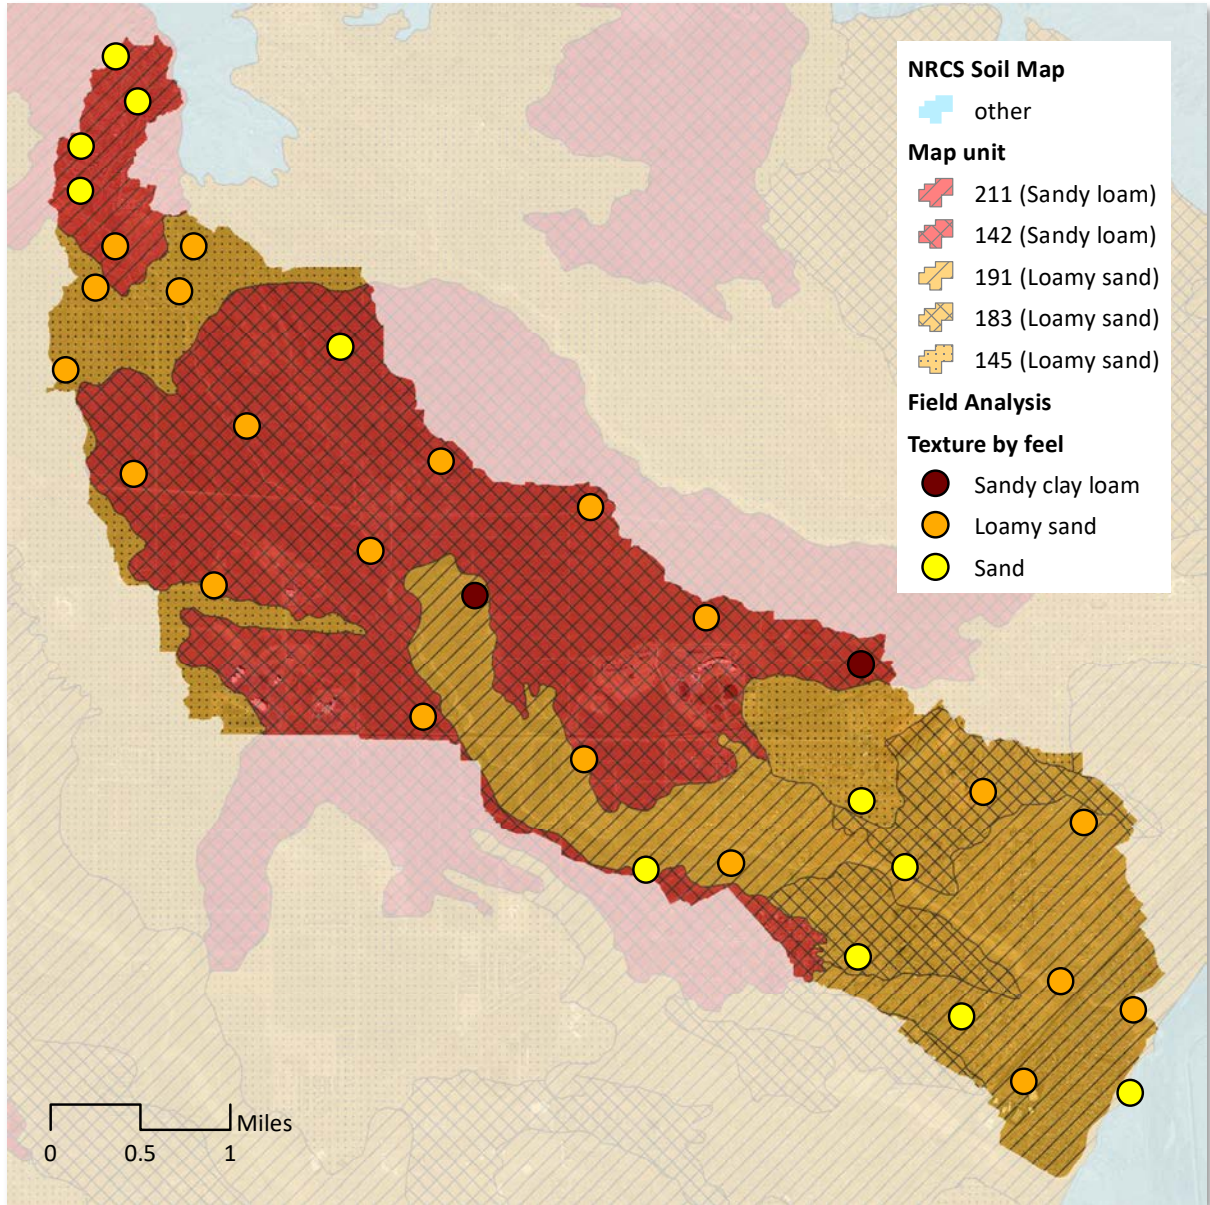 NRCS Soil Map
other
Map unit
211 (Sandy loam)
142 (Sandy loam)
191 (Loamy sand)
183 (Loamy sand)
145 (Loamy sand)
Field Analysis
Texture by feel
Sandy clay loam
Loamy sand
Sand
Miles
0 0.5 1